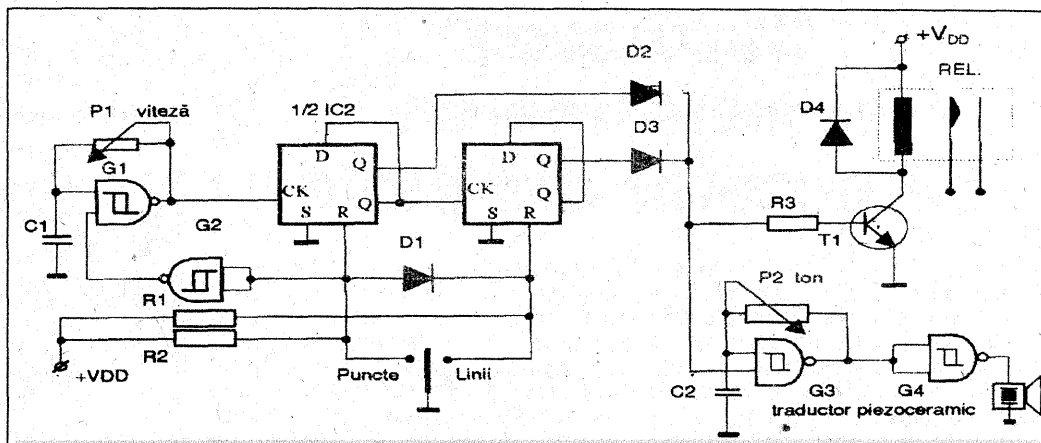 +V_DD
D2
REL.
P1 viteză
1/2 IC2
D4
D3
G1
D
Q
D
Q
CK
Q
CK
Q
S
R
S
R
R3
C1
G2
D1
T1
P2 ton
R1
R2
+VDD
Puncte
Linii
C2
G3
G4
traductor piezoceramic